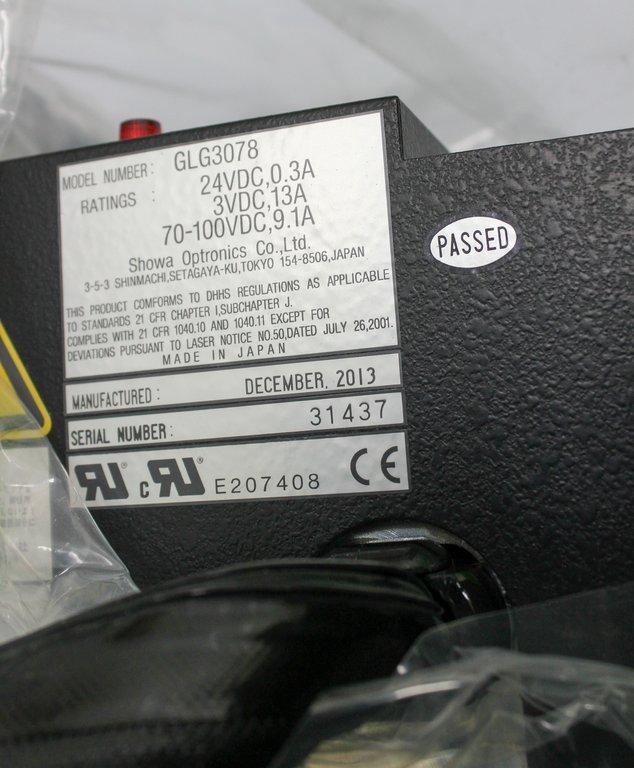 MODEL NUMBER: GLG3078
RATINGS : 24VDC,0.3A
3VDC,13A
70-100VDC,9.1A
Showa Optronics Co.,Ltd.
3-5-3 SHINMACHI,SETAGAYA-KU,TOKYO 154-8506,JAPAN
THIS PRODUCT CONFORMS TO DHHS REGULATIONS AS APPLICABLE
TO STANDARDS 21 CFR CHAPTER I,SUBCHAPTER J.
COMPLIES WITH 21 CFR 1040.10 AND 1040.11 EXCEPT FOR
DEVIATIONS PURSUANT TO LASER NOTICE NO.50,DATED JULY 26,2001.
MADE IN JAPAN
MANUFACTURED : DECEMBER, 2013
SERIAL NUMBER: 31437
RU® cRU® E207408 CE
PASSED